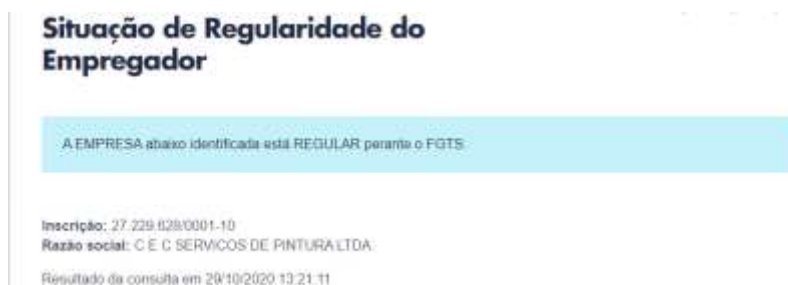 Situação de Regularidade do
Empregador
A EMPRESA abaixo identificada está REGULAR perante o FGTS.
Inscrição: 27.229.628/0001-10
Razão social: C E C SERVICOS DE PINTURA LTDA
Resultado da consulta em 29/10/2020 13:21:11